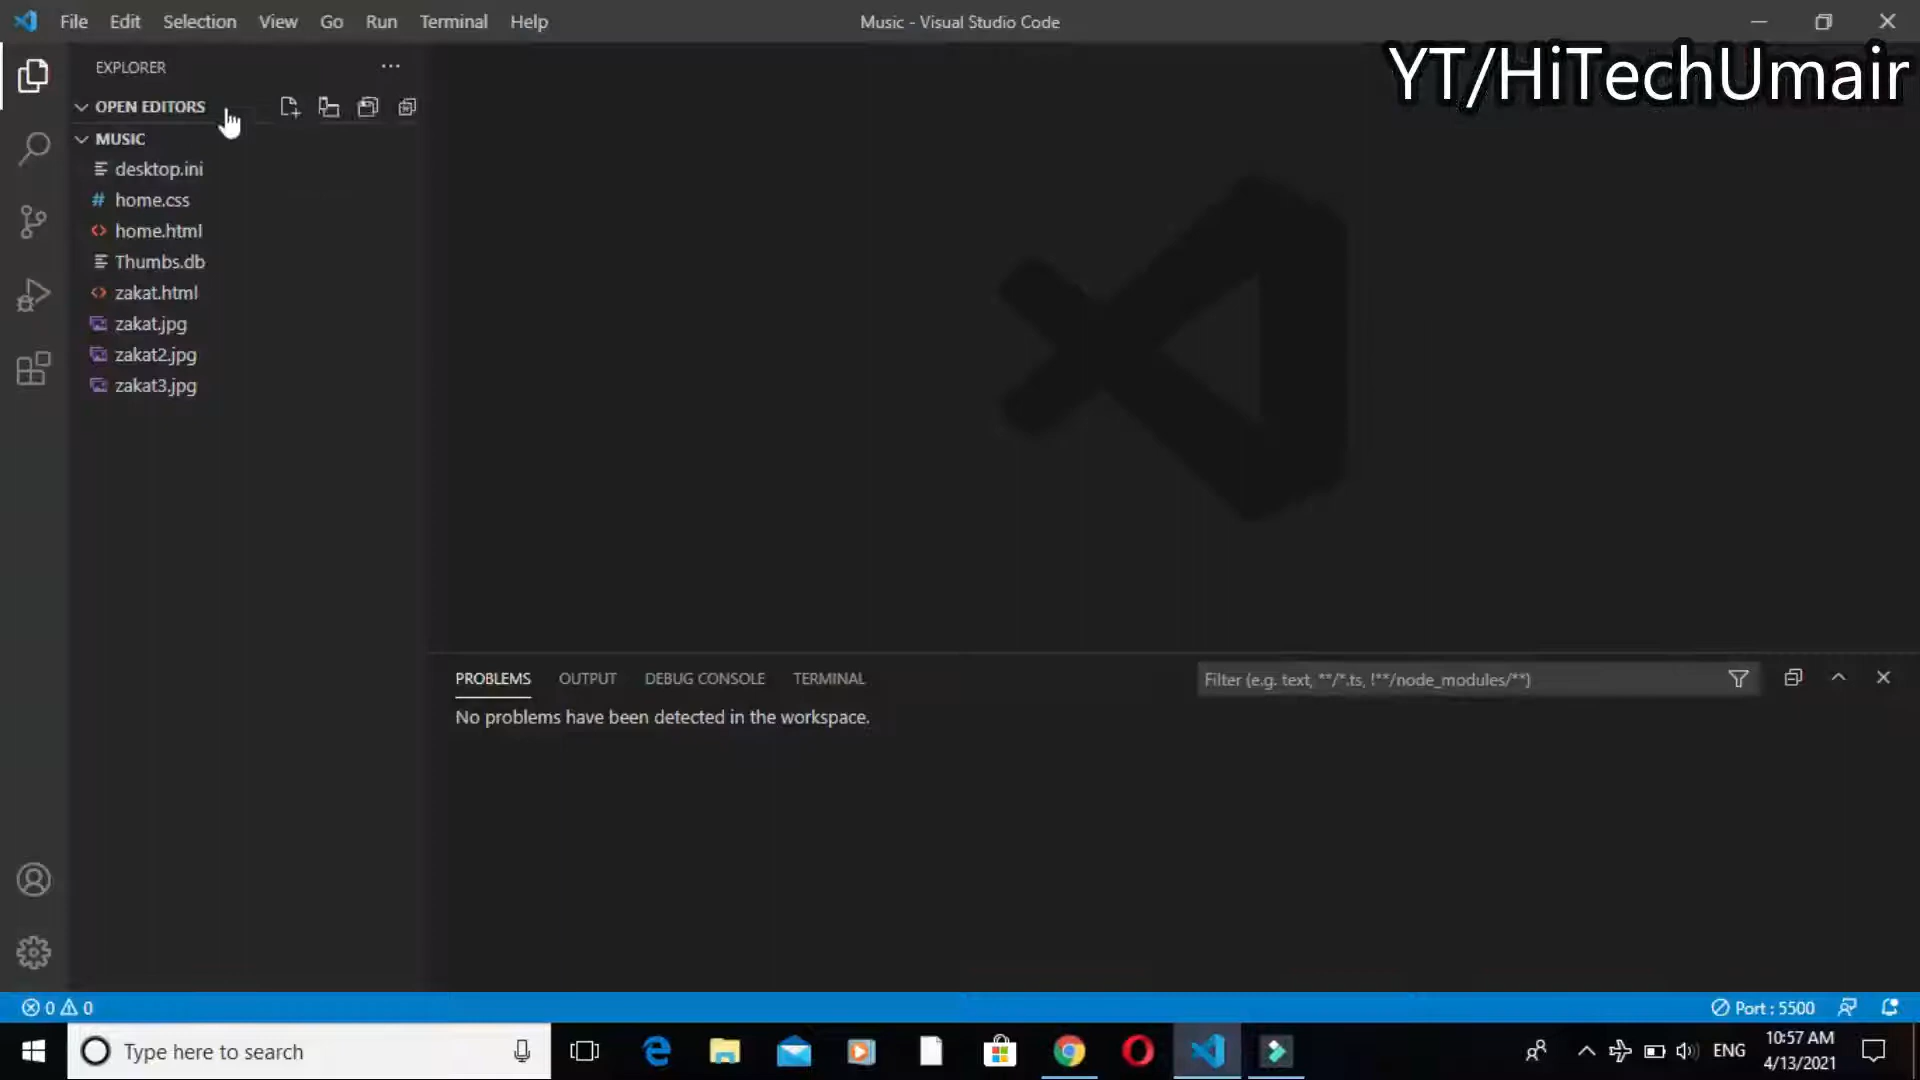 File Edit Selection View Go Run Terminal Help
Music - Visual Studio Code
YT/HiTechUmair
EXPLORER
OPEN EDITORS
MUSIC
desktop.ini
home.css
home.html
Thumbs.db
zakat.html
zakat.jpg
zakat2.jpg
zakat3.jpg
PROBLEMS OUTPUT DEBUG CONSOLE TERMINAL
Filter (e.g. text, **/*.ts, !**/node_modules/**)
No problems have been detected in the workspace.
0 0
Port : 5500
Type here to search
ENG
10:57 AM
4/13/2021